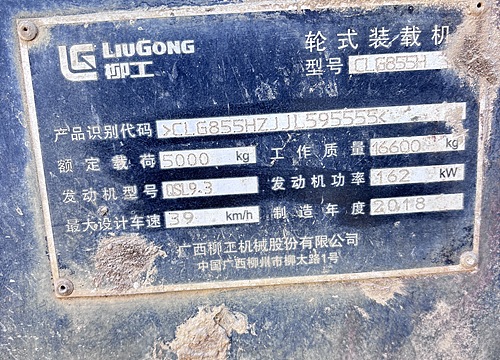 LIUGONG
柳工
轮式装载机
型号 CLG855H
产品识别代码 >CLG855HZJJL595555<
额定载荷 5000 kg 工作质量 16600 kg
发动机型号 QSL9.3 发动机功率 162 kW
最大设计车速 39 km/h 制造年度 2018
广西柳工机械股份有限公司
中国广西柳州市柳太路1号